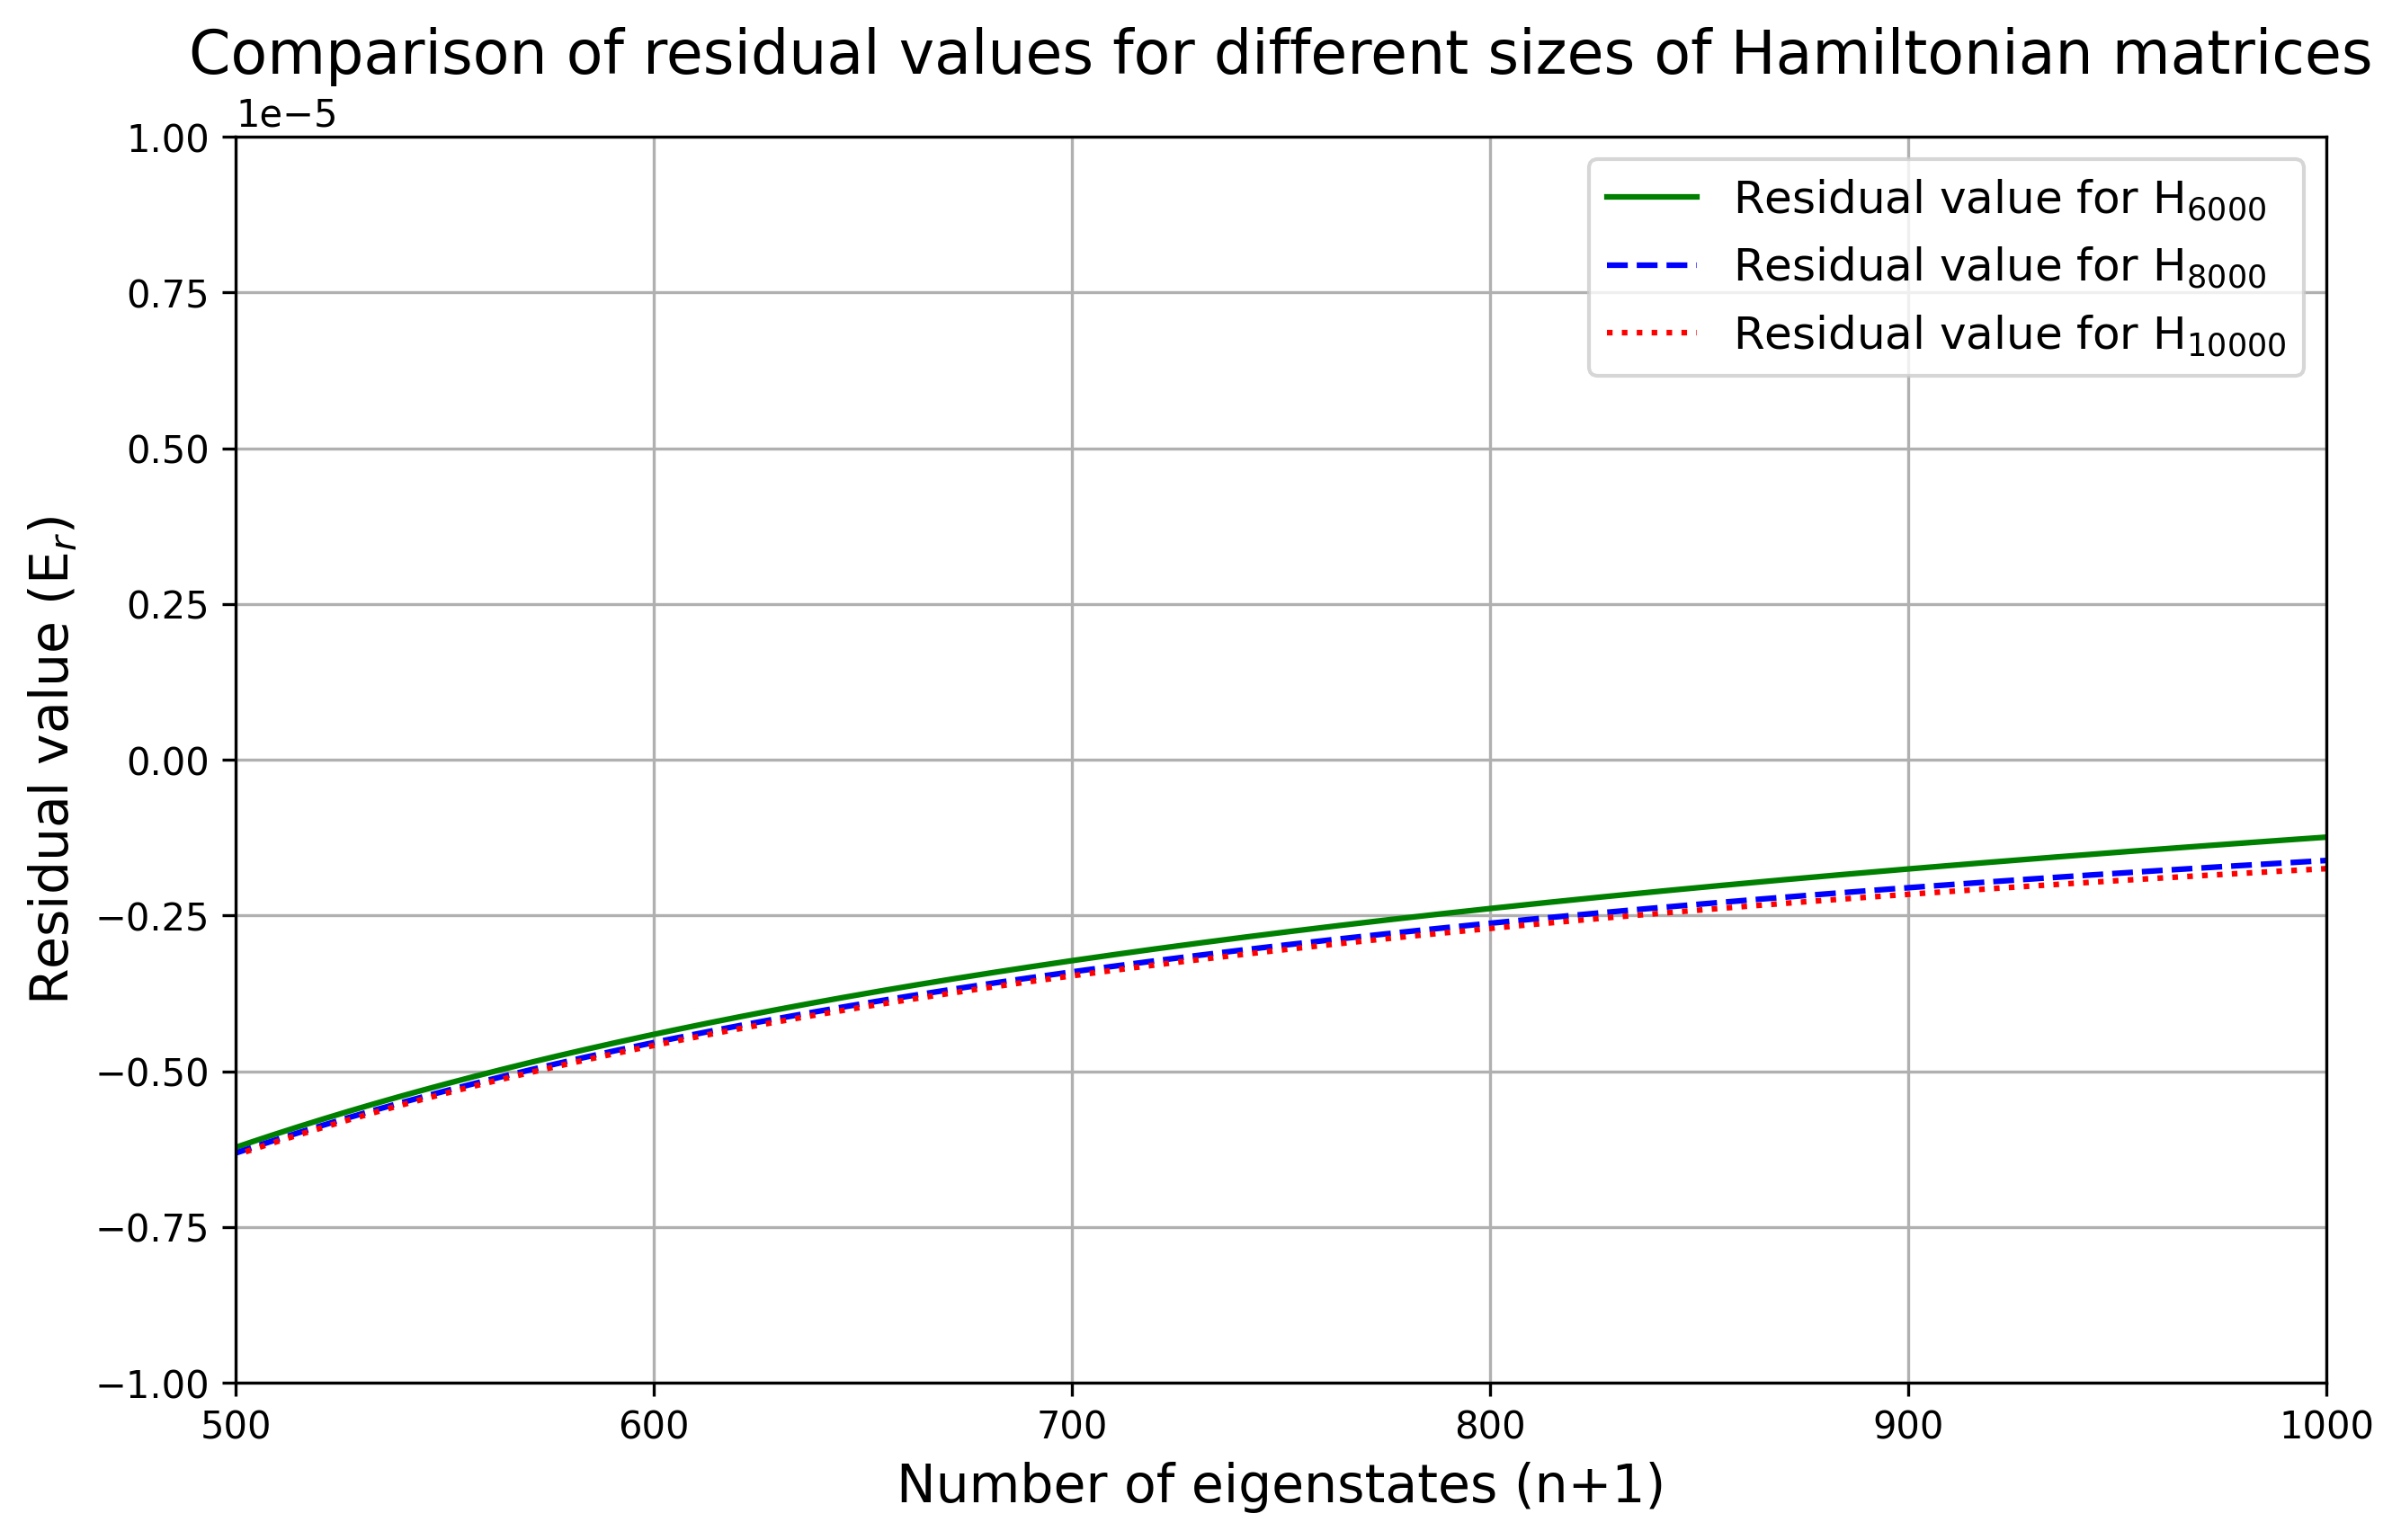 Comparison of residual values for different sizes of Hamiltonian matrices
1e−5
1.00
0.75
0.50
0.25
0.00
−0.25
−0.50
−0.75
−1.00
Residual value (E_r)
Residual value for H_6000
Residual value for H_8000
Residual value for H_10000
500 600 700 800 900 1000
Number of eigenstates (n+1)